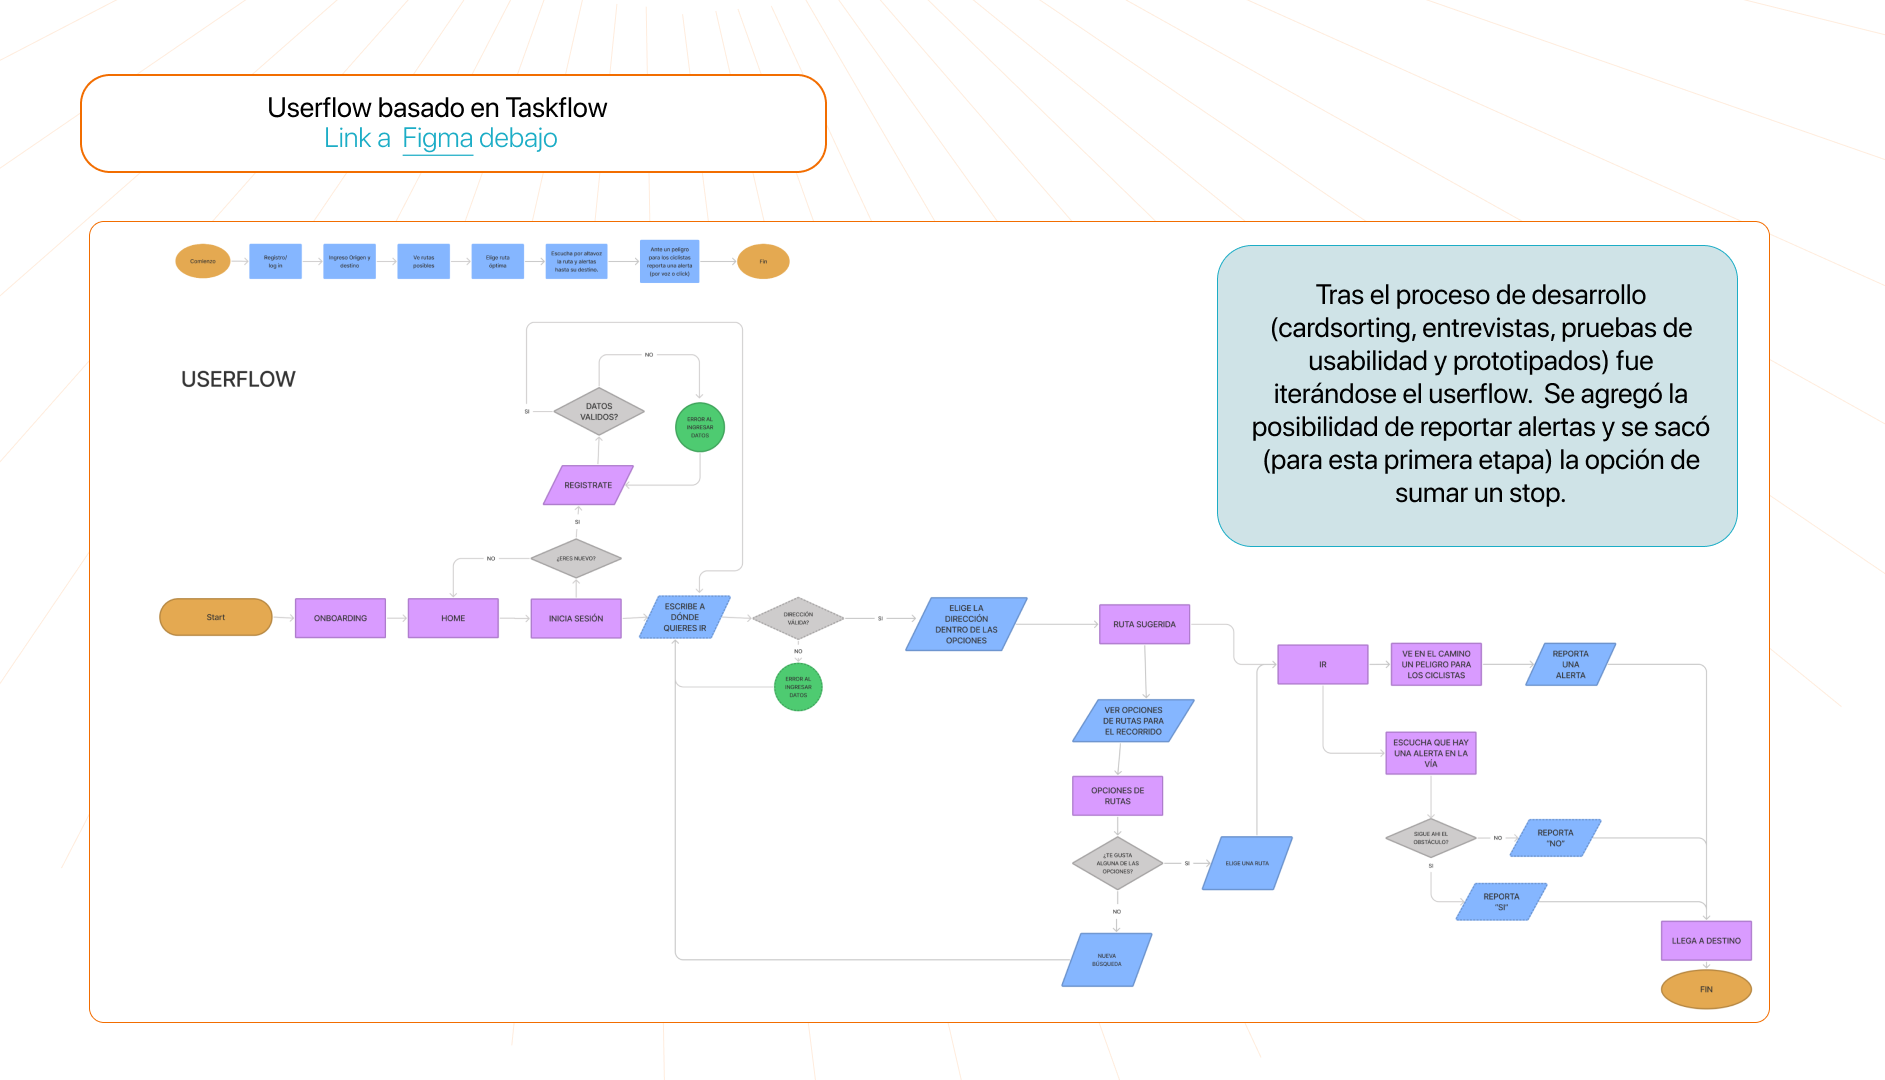 Userflow basado en Taskflow
Link a Figma debajo
Comienzo
Registro/
log in
Ingreso Origen y
destino
Ve rutas
posibles
Elige ruta
óptima
Escucha por altavoz
la ruta y alertas
hasta su destino.
Ante un peligro
para los ciclistas
reporta una alerta
(por voz o click)
Fin
Tras el proceso de desarrollo
(cardsorting, entrevistas, pruebas de
usabilidad y prototipados) fue
iterándose el userflow. Se agregó la
posibilidad de reportar alertas y se sacó
(para esta primera etapa) la opción de
sumar un stop.
USERFLOW
NO
SI
DATOS
VALIDOS?
ERROR AL
INGRESAR
DATOS
REGISTRATE
SI
NO
¿ERES NUEVO?
Start
ONBOARDING
HOME
INICIA SESIÓN
ESCRIBE A
DÓNDE
QUIERES IR
DIRECCIÓN
VÁLIDA?
SI
NO
ERROR AL
INGRESAR
DATOS
ELIGE LA
DIRECCIÓN
DENTRO DE LAS
OPCIONES
RUTA SUGERIDA
VER OPCIONES
DE RUTAS PARA
EL RECORRIDO
OPCIONES DE
RUTAS
¿TE GUSTA
ALGUNA DE LAS
OPCIONES?
SI
ELIGE UNA RUTA
NO
NUEVA
BÚSQUEDA
IR
VE EN EL CAMINO
UN PELIGRO PARA
LOS CICLISTAS
REPORTA
UNA
ALERTA
ESCUCHA QUE HAY
UNA ALERTA EN LA
VÍA
SIGUE AHI EL
OBSTÁCULO?
NO
REPORTA
"NO"
SI
REPORTA
"SI"
LLEGA A DESTINO
FIN